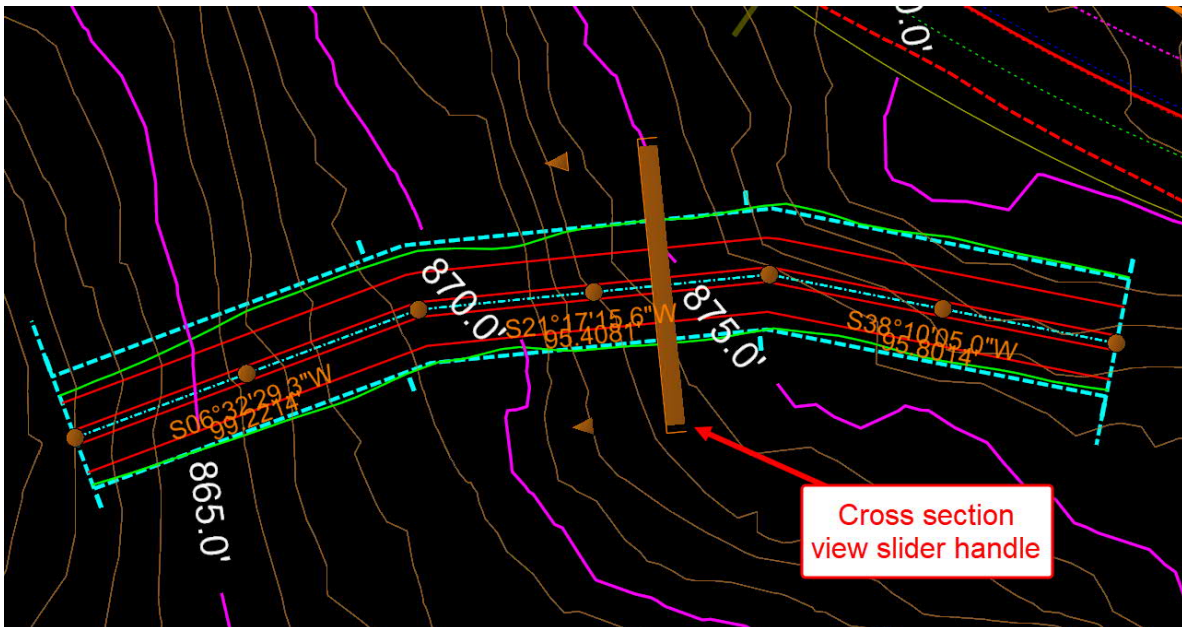 0.0'
870.0'
S21°17'15.6"W
95.4081'
875.0'
S38°10'05.0"W
95.8014'
S06°32'29.3"W
99.2214'
865.0'
Cross section
view slider handle